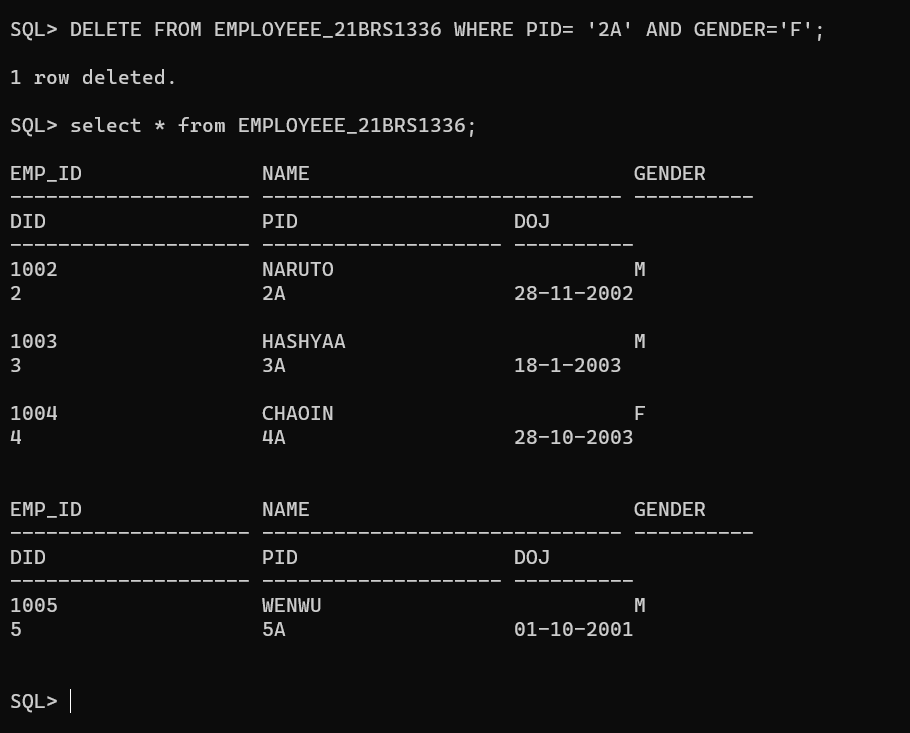 SQL> DELETE FROM EMPLOYEEE_21BRS1336 WHERE PID= '2A' AND GENDER='F';
1 row deleted.
SQL> select * from EMPLOYEEE_21BRS1336;
EMP_ID NAME GENDER
-------------------- ------------------------------ ----------
DID PID DOJ
-------------------- -------------------- ----------
1002 NARUTO M
2 2A 28-11-2002
1003 HASHYAA M
3 3A 18-1-2003
1004 CHAOIN F
4 4A 28-10-2003
EMP_ID NAME GENDER
-------------------- ------------------------------ ----------
DID PID DOJ
-------------------- -------------------- ----------
1005 WENWU M
5 5A 01-10-2001
SQL>